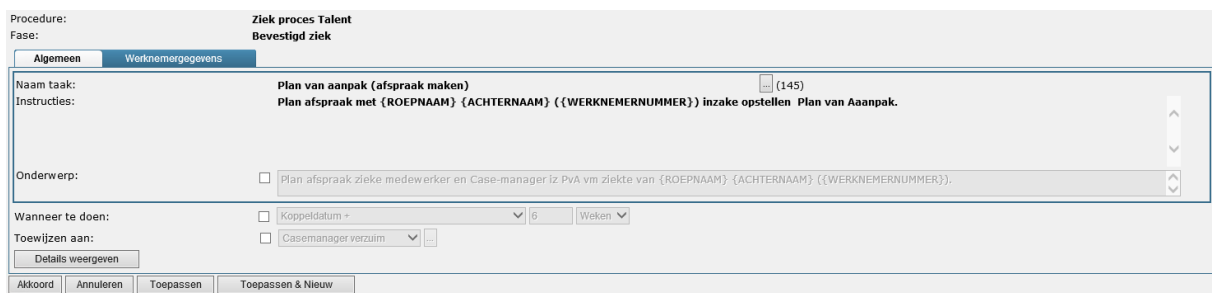 Procedure: Ziek proces Talent
Fase: Bevestigd ziek
Algemeen Werknemergegevens
Naam taak: Plan van aanpak (afspraak maken) ... (145)
Instructies: Plan afspraak met {ROEPNAAM} {ACHTERNAAM} ({WERKNEMERNUMMER}) inzake opstellen Plan van Aaanpak.
Onderwerp: Plan afspraak zieke medewerker en Case-manager iz PvA vm ziekte van {ROEPNAAM} {ACHTERNAAM} ({WERKNEMERNUMMER}).
Wanneer te doen: Koppeldatum + 6 Weken
Toewijzen aan: Casemanager verzuim ...
Details weergeven
Akkoord Annuleren Toepassen Toepassen & Nieuw